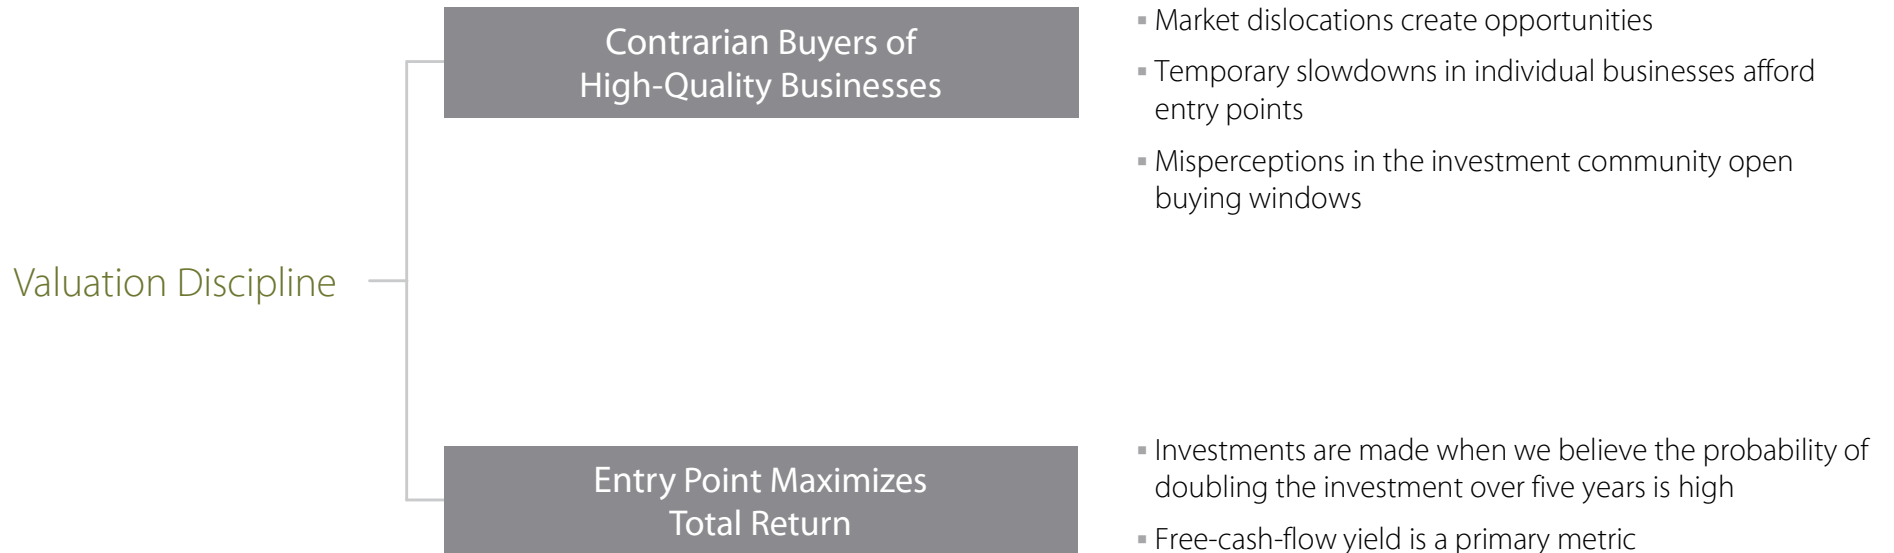 Valuation Discipline
Contrarian Buyers of
High-Quality Businesses
▪ Market dislocations create opportunities
▪ Temporary slowdowns in individual businesses afford
entry points
▪ Misperceptions in the investment community open
buying windows
Entry Point Maximizes
Total Return
▪ Investments are made when we believe the probability of
doubling the investment over five years is high
▪ Free-cash-flow yield is a primary metric